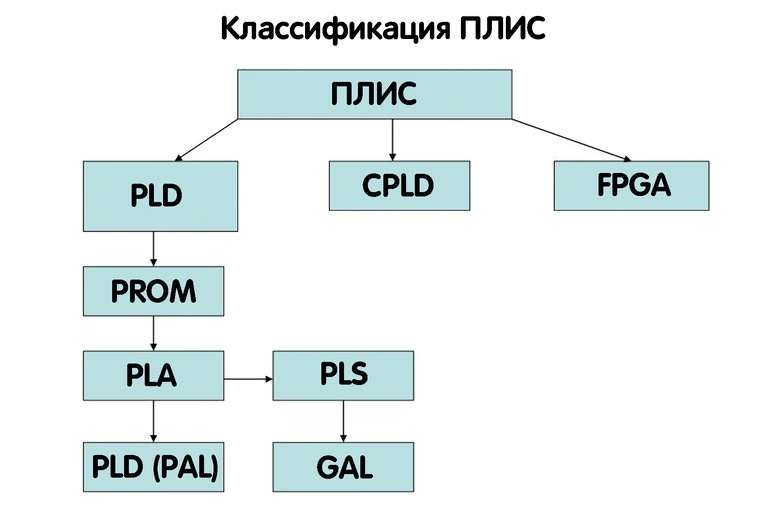 Классификация ПЛИС
ПЛИС
PLD
CPLD
FPGA
PROM
PLA
PLS
PLD (PAL)
GAL